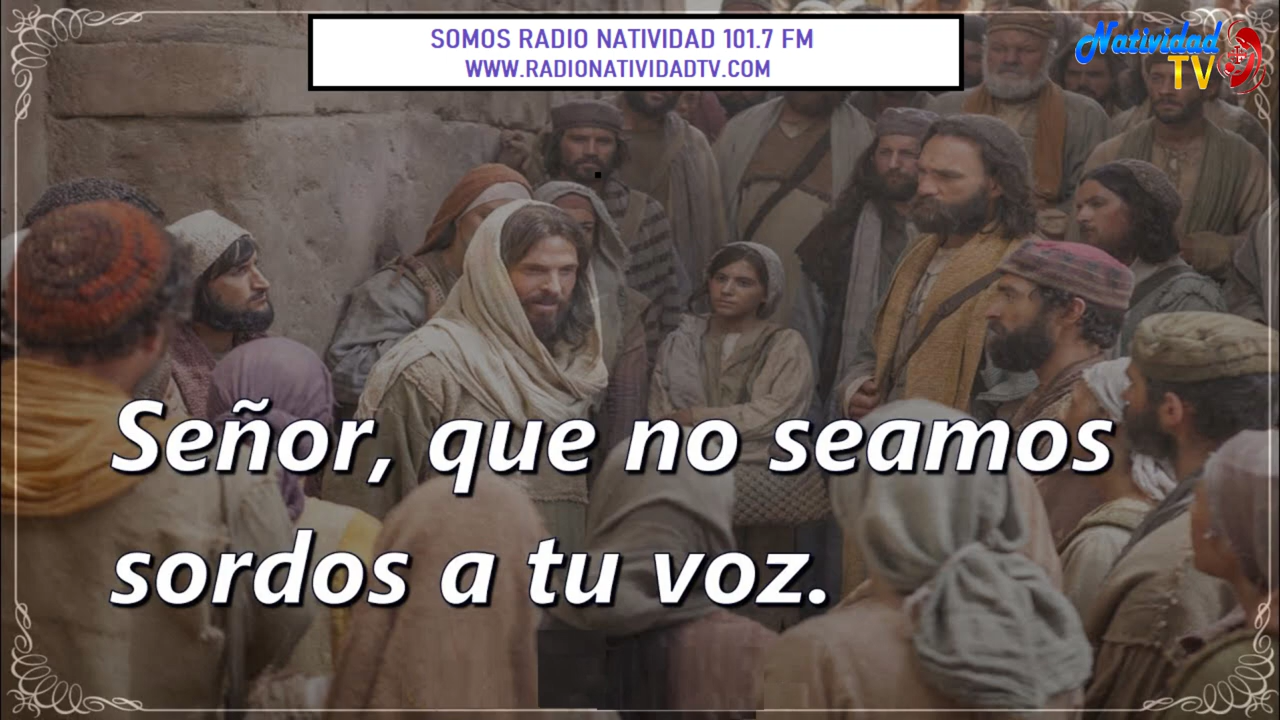 SOMOS RADIO NATIVIDAD 101.7 FM
WWW.RADIONATIVIDADTV.COM
Natividad
TV
Señor, que no seamos
sordos a tu voz.